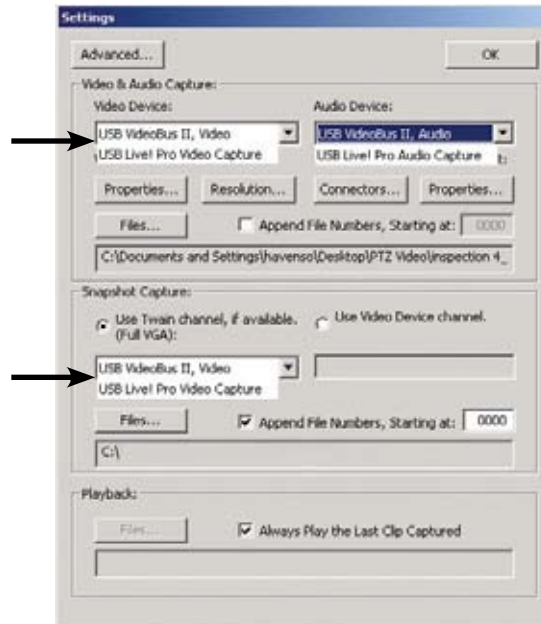 Settings
Advanced... OK
Video & Audio Capture:
Video Device: Audio Device:
USB VideoBus II, Video USB VideoBus II, Audio
USB Live! Pro Video Capture USB Live! Pro Audio Capture
Properties... Resolution... Connectors... Properties...
Files... Append File Numbers, Starting at: 0000
C:\Documents and Settings\havenso\Desktop\PTZ Video\inspection 4_
Snapshot Capture:
Use Twain channel, if available. Use Video Device channel.
(Full VGA):
USB VideoBus II, Video
USB Live! Pro Video Capture
Files... Append File Numbers, Starting at: 0000
C:\
Playback:
Files... Always Play the Last Clip Captured